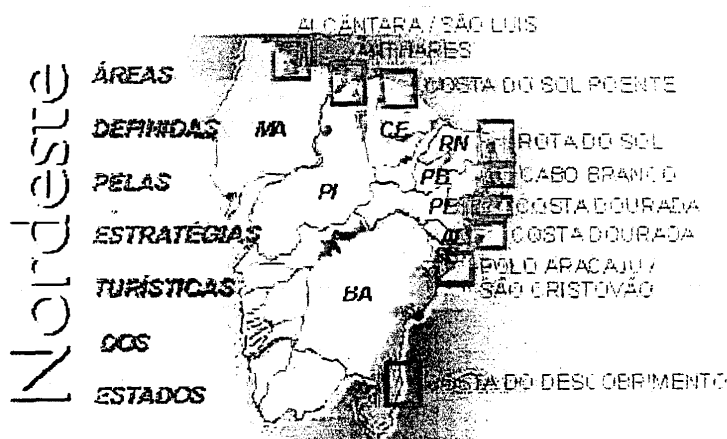 Nordeste
ÁREAS
DEFINIDAS
PELAS
ESTRATÉGIAS
TURÍSTICAS
DOS
ESTADOS
ALCÂNTARA / SÃO LUIS
COSTA DO SOL POENTE
MA
CE
RN
ROTA DO SOL
PB
CABO BRANCO
PI
PE
COSTA DOURADA
COSTA DOURADA
BA
PÓLO ARACAJU /
SÃO CRISTOVÃO
COSTA DO DESCOBRIMENTO